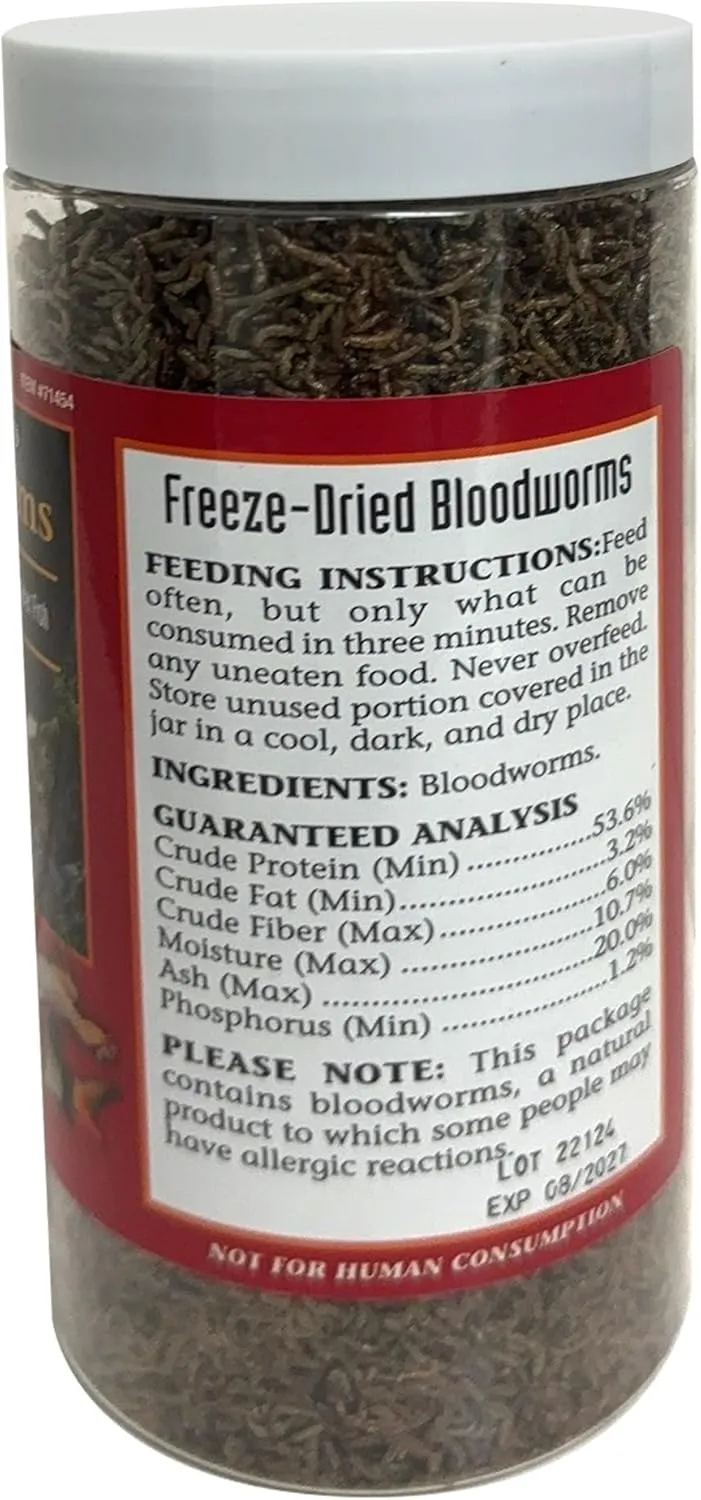 ITEM #71454
ms
Freeze-Dried Bloodworms
FEEDING INSTRUCTIONS:Feed
often, but only what can be
consumed in three minutes. Remove
any uneaten food. Never overfeed.
Store unused portion covered in the
jar in a cool, dark, and dry place.
INGREDIENTS: Bloodworms.
GUARANTEED ANALYSIS
Crude Protein (Min) ................53.6%
Crude Fat (Min)..........................3.2%
Crude Fiber (Max).....................6.0%
Moisture (Max) ........................10.7%
Ash (Max) ..................................20.0%
Phosphorus (Min) .....................1.2%
PLEASE NOTE: This package
contains bloodworms, a natural
product to which some people may
have allergic reactions.
LOT 22124
EXP 08/2027
NOT FOR HUMAN CONSUMPTION